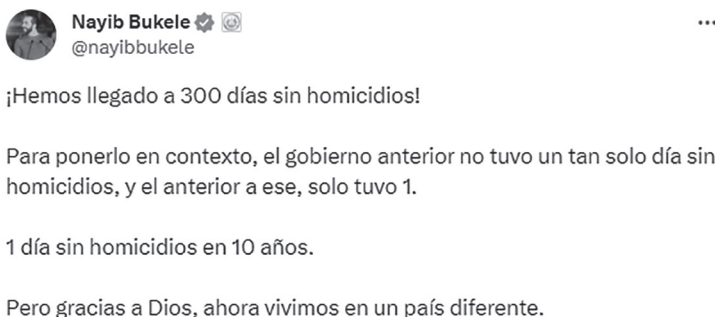 Nayib Bukele
@nayibbukele
¡Hemos llegado a 300 días sin homicidios!
Para ponerlo en contexto, el gobierno anterior no tuvo un tan solo día sin
homicidios, y el anterior a ese, solo tuvo 1.
1 día sin homicidios en 10 años.
Pero gracias a Dios, ahora vivimos en un país diferente.